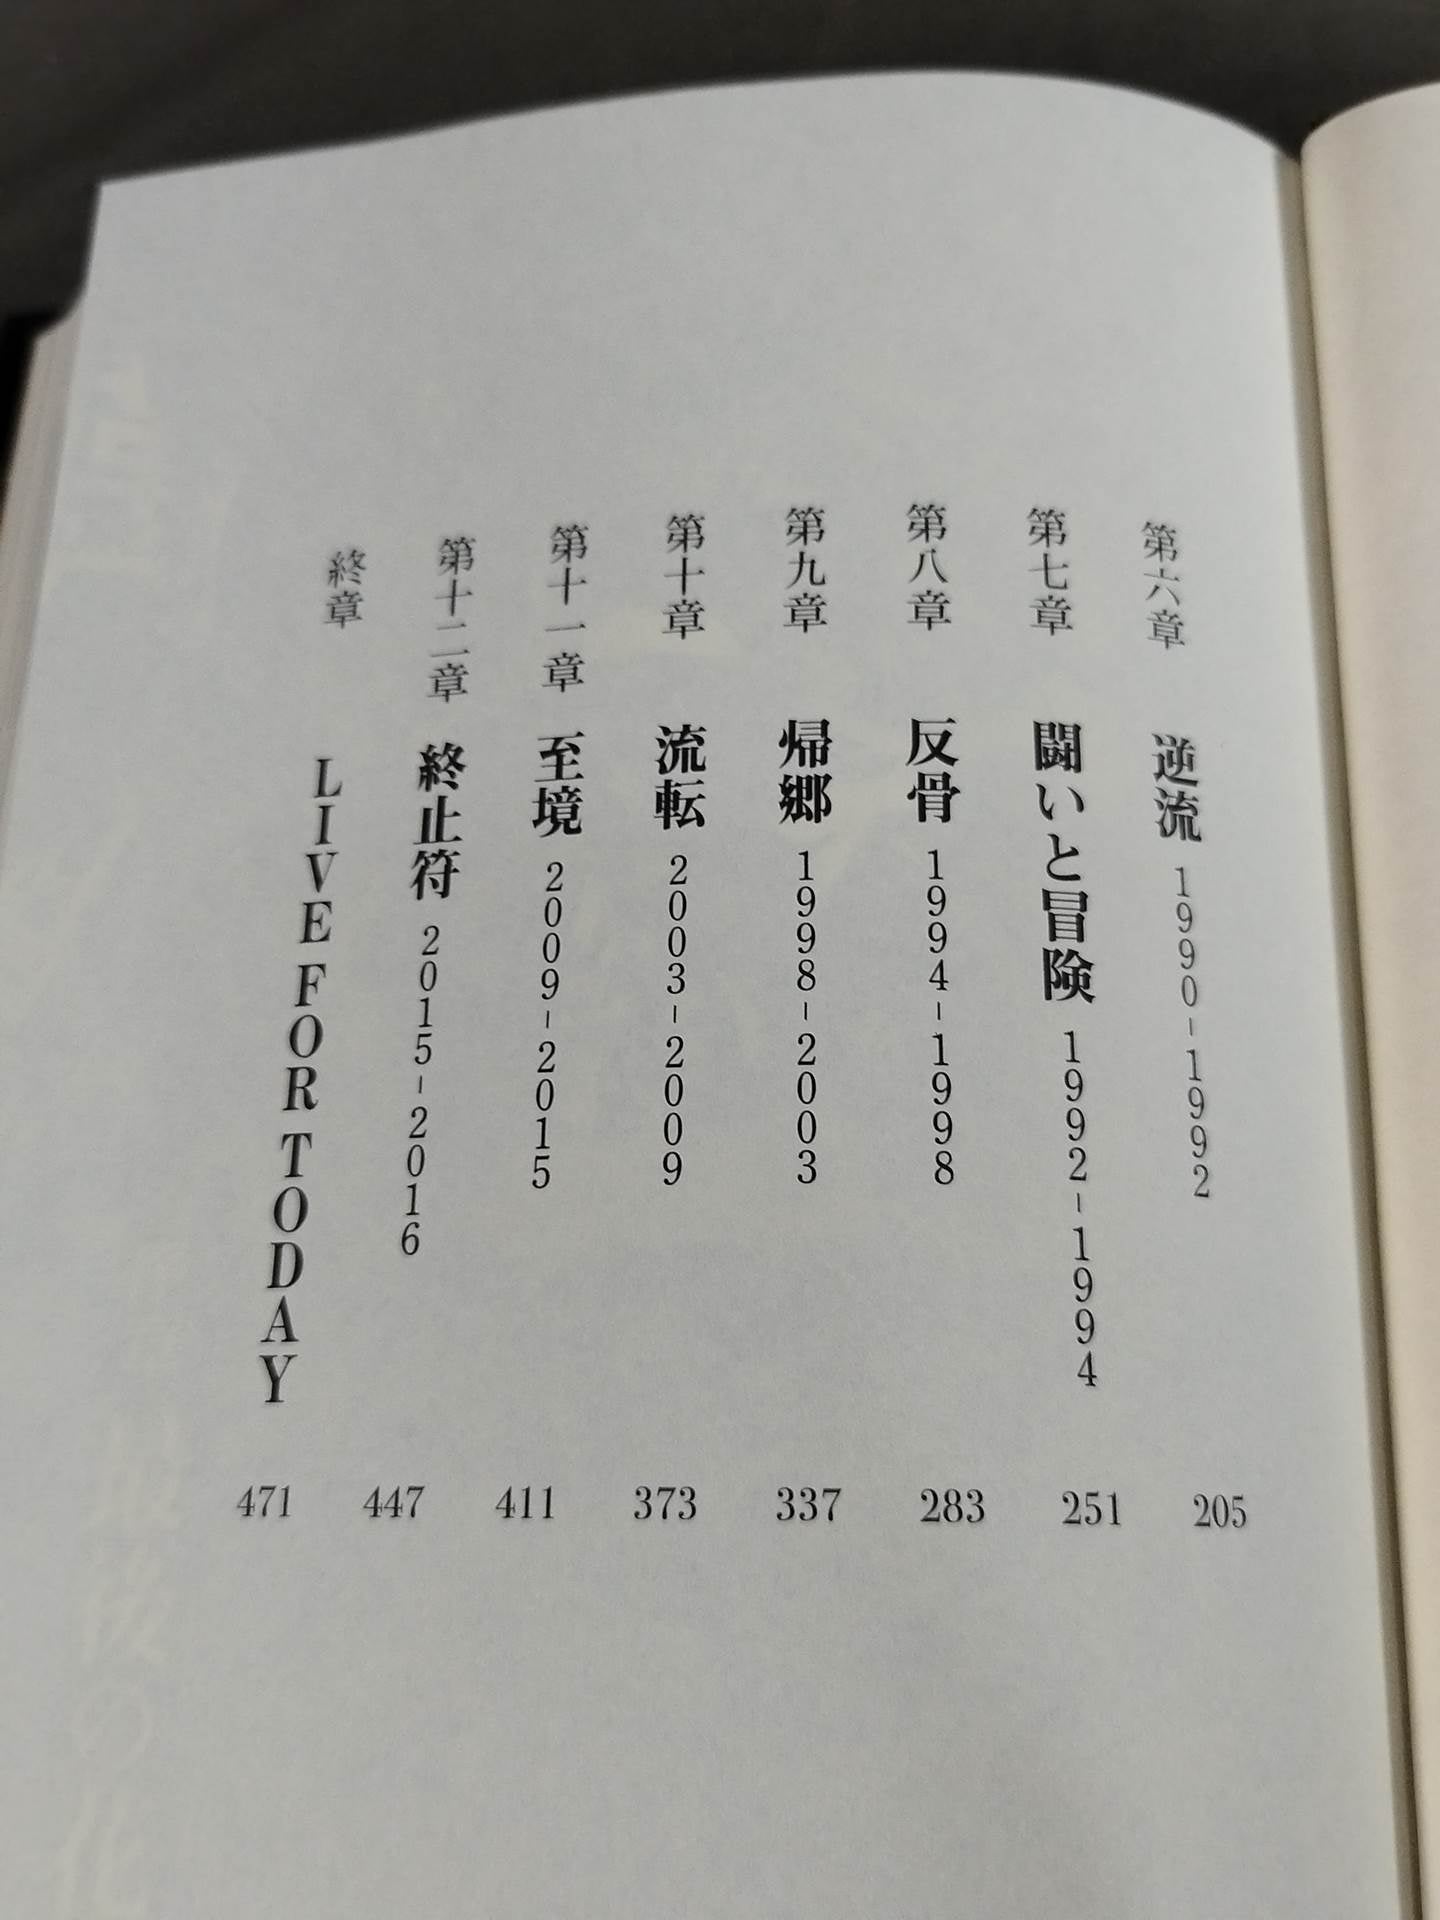 第六章 逆流 1990-1992 205
第七章 闘いと冒険 1992-1994 251
第八章 反骨 1994-1998 283
第九章 帰郷 1998-2003 337
第十章 流転 2003-2009 373
第十一章 至境 2009-2015 411
第十二章 終止符 2015-2016 447
終章 LIVE FOR TODAY 471